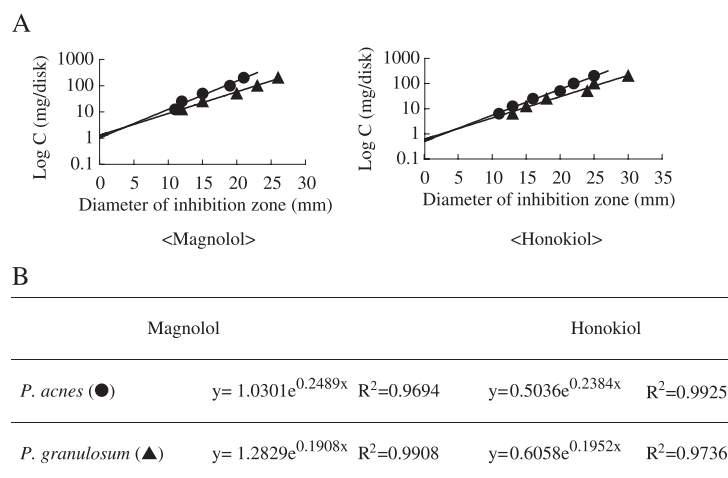 A
Log C (mg/disk)
1000
100
10
1
0.1
0 5 10 15 20 25 30
Diameter of inhibition zone (mm)
<Magnolol>
Log C (mg/disk)
1000
100
10
1
0.1
0 5 10 15 20 25 30 35
Diameter of inhibition zone (mm)
<Honokiol>
B
Magnolol Honokiol
P. acnes (●) y= 1.0301e^0.2489x R²=0.9694 y=0.5036e^0.2384x R²=0.9925
P. granulosum (▲) y= 1.2829e^0.1908x R²=0.9908 y=0.6058e^0.1952x R²=0.9736